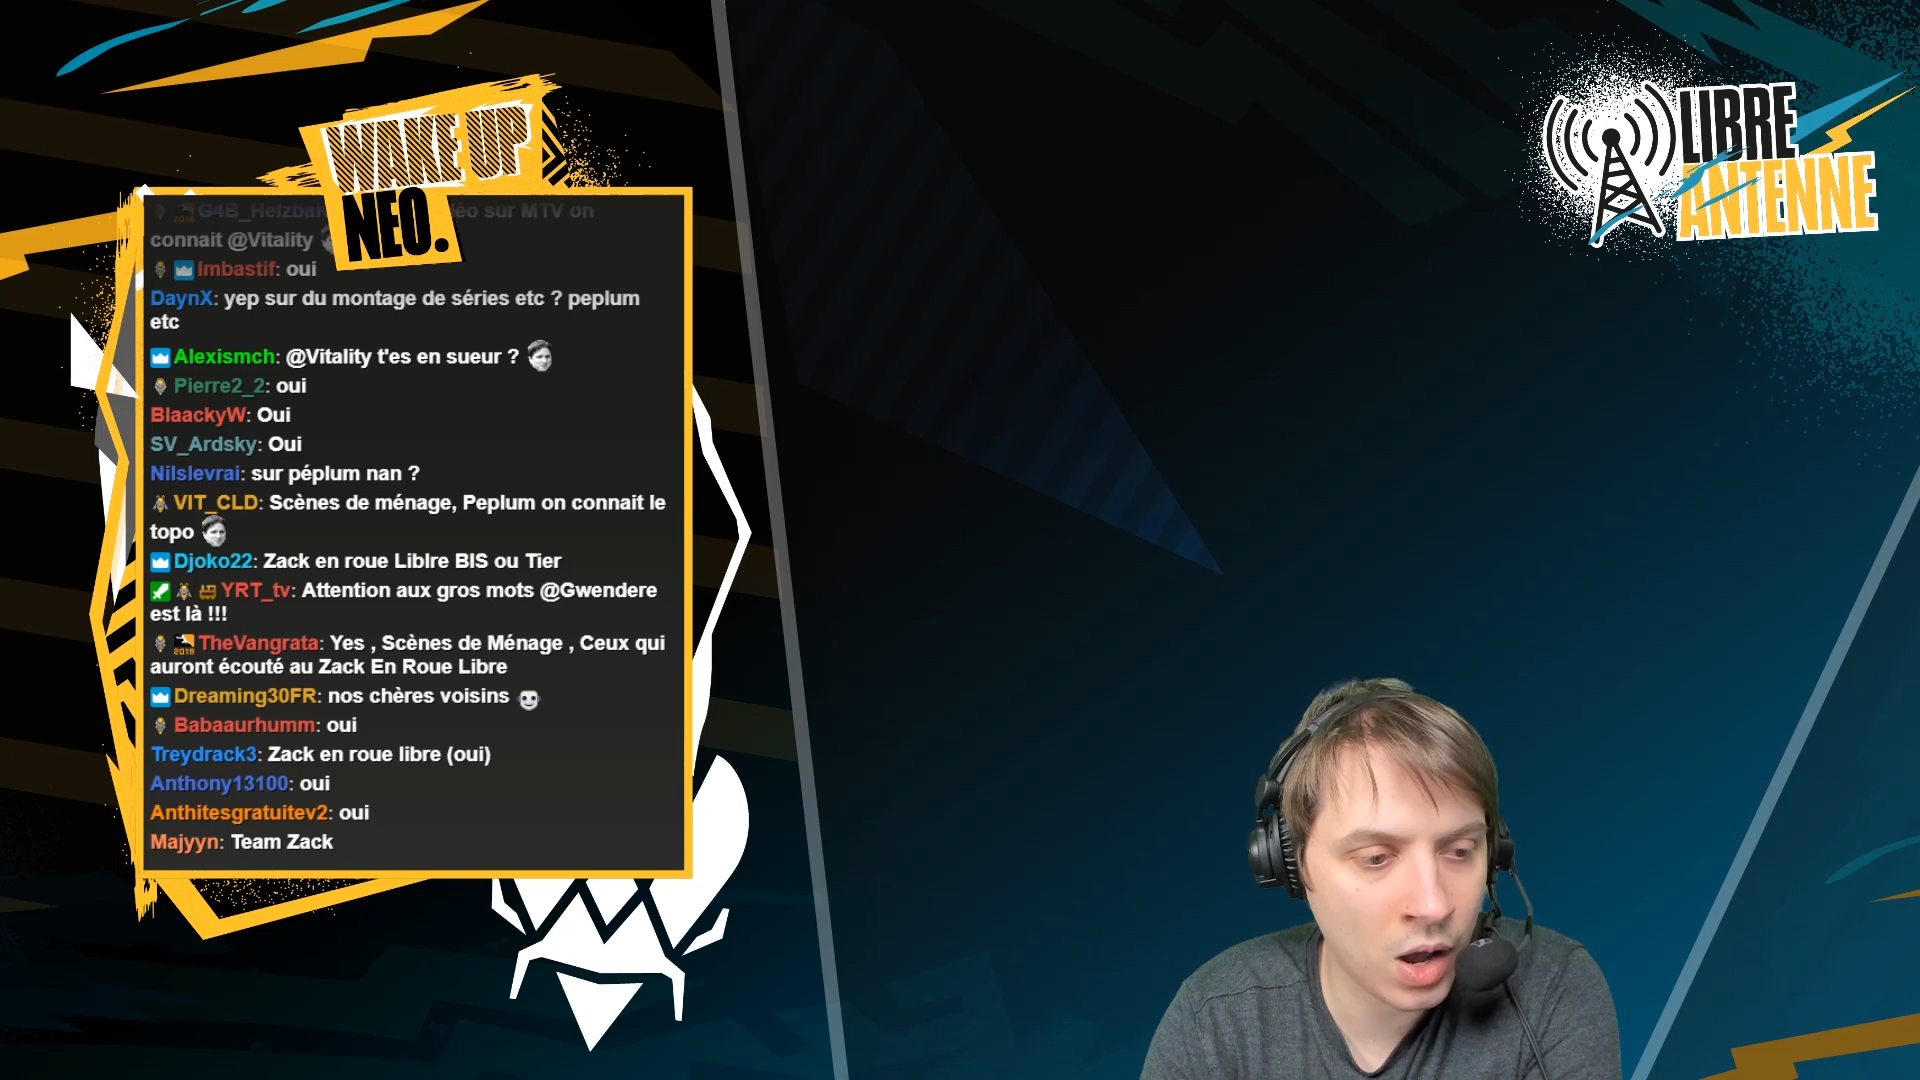 WAKE UP
NEO.
LIBRE
ANTENNE
sur MTV on
connait @Vitality
Imbastif: oui
DaynX: yep sur du montage de séries etc ? peplum
etc
Alexismch: @Vitality t'es en sueur ?
Pierre2_2: oui
BlaackyW: Oui
SV_Ardsky: Oui
Nilslevrai: sur péplum nan ?
VIT_CLD: Scènes de ménage, Peplum on connait le
topo
Djoko22: Zack en roue Liblre BIS ou Tier
YRT_tv: Attention aux gros mots @Gwendere
est là !!!
2019 TheVangrata: Yes , Scènes de Ménage , Ceux qui
auront écouté au Zack En Roue Libre
Dreaming30FR: nos chères voisins
Babaaurhumm: oui
Treydrack3: Zack en roue libre (oui)
Anthony13100: oui
Anthitesgratuitev2: oui
Majyyn: Team Zack